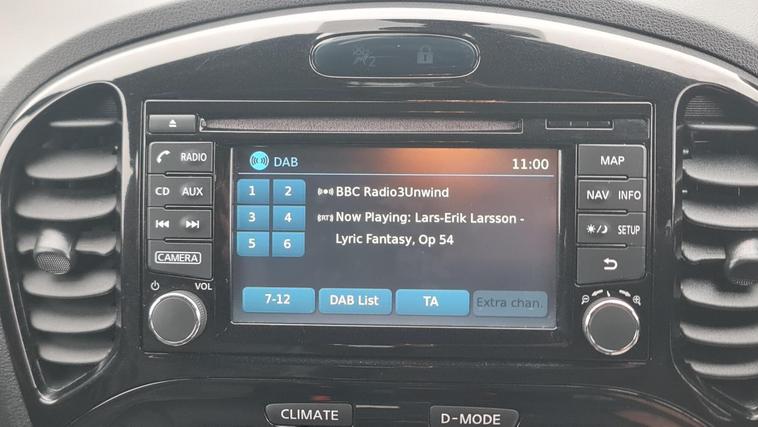 2
RADIO
CD AUX
CAMERA
VOL
DAB
11:00
1 2
3 4
5 6
BBC Radio3Unwind
Now Playing: Lars-Erik Larsson -
Lyric Fantasy, Op 54
7-12
DAB List
TA
Extra chan.
MAP
NAV INFO
SETUP
CLIMATE
D-MODE